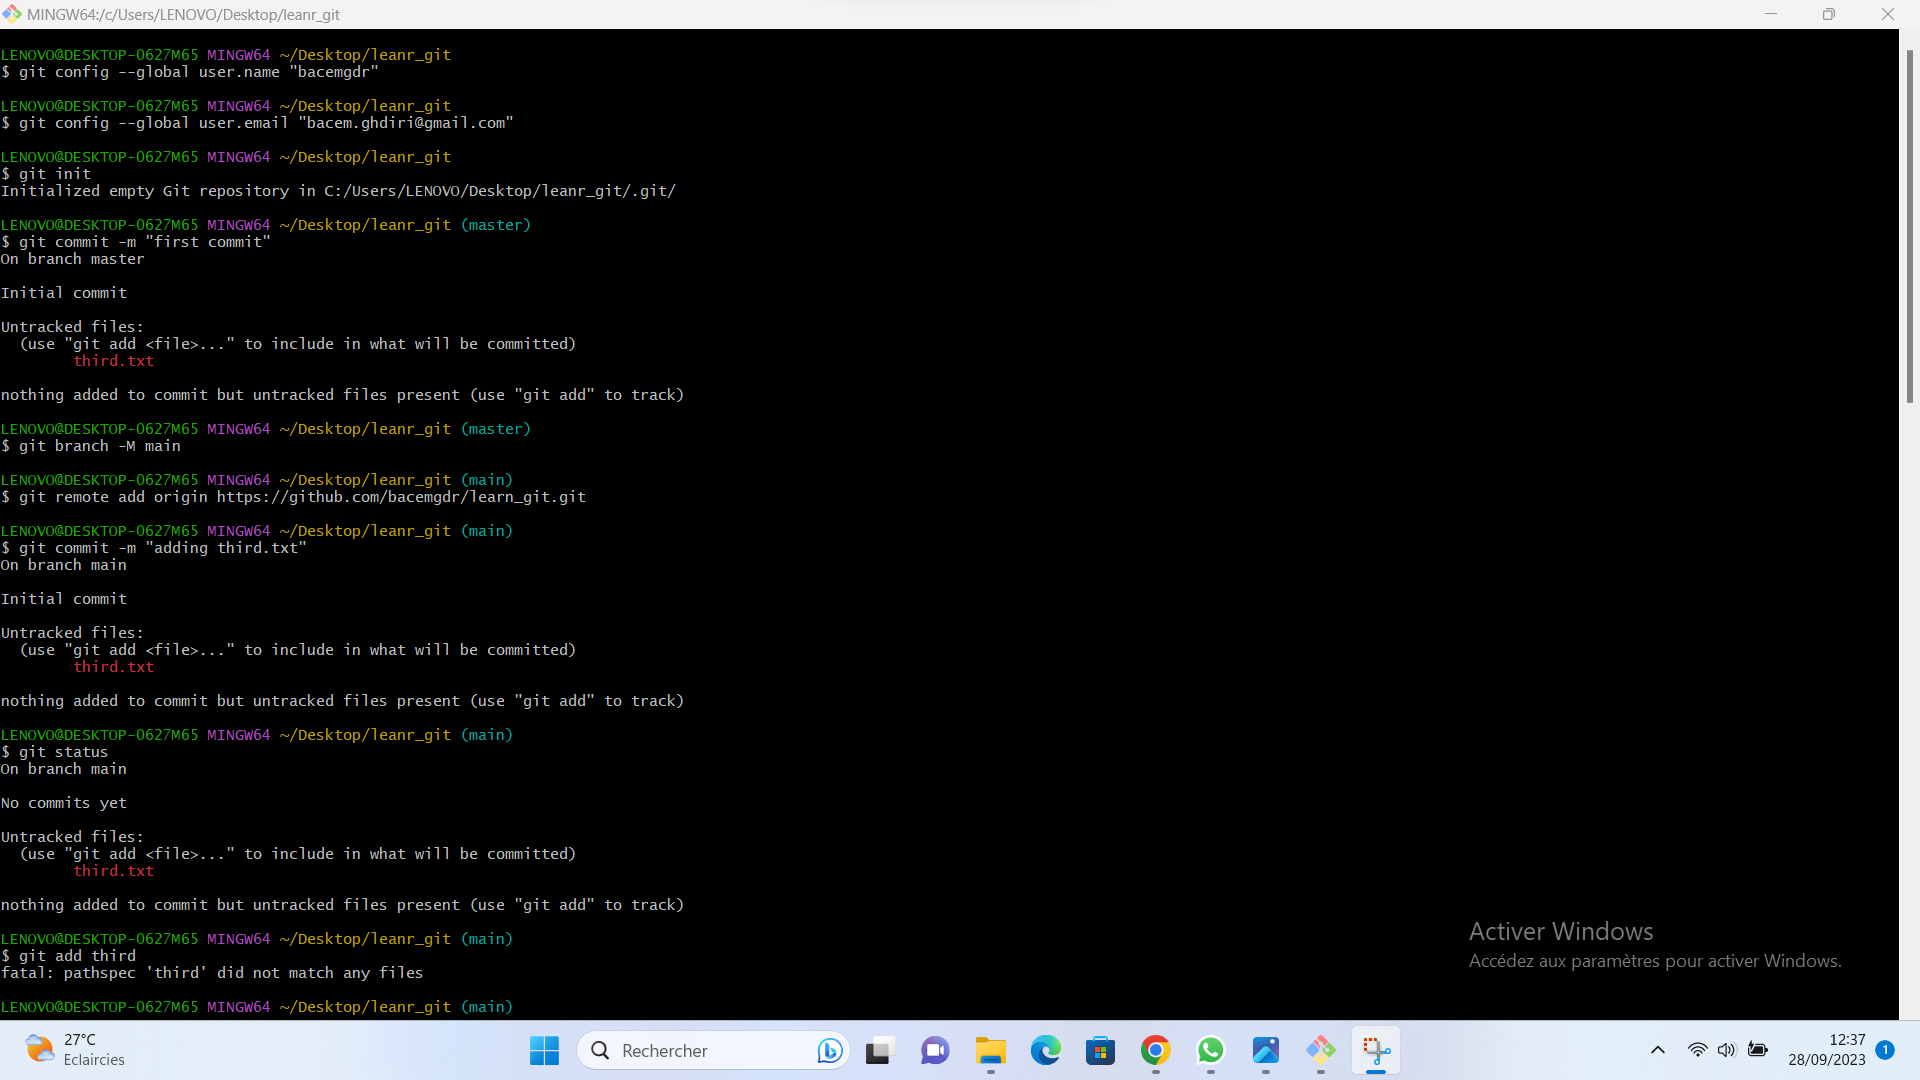 MINGW64:/c/Users/LENOVO/Desktop/leanr_git
LENOVO@DESKTOP-O627M65 MINGW64 ~/Desktop/leanr_git
$ git config --global user.name "bacemgdr"
LENOVO@DESKTOP-O627M65 MINGW64 ~/Desktop/leanr_git
$ git config --global user.email "bacem.ghdiri@gmail.com"
LENOVO@DESKTOP-O627M65 MINGW64 ~/Desktop/leanr_git
$ git init
Initialized empty Git repository in C:/Users/LENOVO/Desktop/leanr_git/.git/
LENOVO@DESKTOP-O627M65 MINGW64 ~/Desktop/leanr_git (master)
$ git commit -m "first commit"
On branch master
Initial commit
Untracked files:
  (use "git add <file>..." to include in what will be committed)
        third.txt
nothing added to commit but untracked files present (use "git add" to track)
LENOVO@DESKTOP-O627M65 MINGW64 ~/Desktop/leanr_git (master)
$ git branch -M main
LENOVO@DESKTOP-O627M65 MINGW64 ~/Desktop/leanr_git (main)
$ git remote add origin https://github.com/bacemgdr/learn_git.git
LENOVO@DESKTOP-O627M65 MINGW64 ~/Desktop/leanr_git (main)
$ git commit -m "adding third.txt"
On branch main
Initial commit
Untracked files:
  (use "git add <file>..." to include in what will be committed)
        third.txt
nothing added to commit but untracked files present (use "git add" to track)
LENOVO@DESKTOP-O627M65 MINGW64 ~/Desktop/leanr_git (main)
$ git status
On branch main
No commits yet
Untracked files:
  (use "git add <file>..." to include in what will be committed)
        third.txt
nothing added to commit but untracked files present (use "git add" to track)
LENOVO@DESKTOP-O627M65 MINGW64 ~/Desktop/leanr_git (main)
$ git add third
fatal: pathspec 'third' did not match any files
LENOVO@DESKTOP-O627M65 MINGW64 ~/Desktop/leanr_git (main)
Activer Windows
Accédez aux paramètres pour activer Windows.
27°C
Eclaircies
Rechercher
12:37
28/09/2023
1